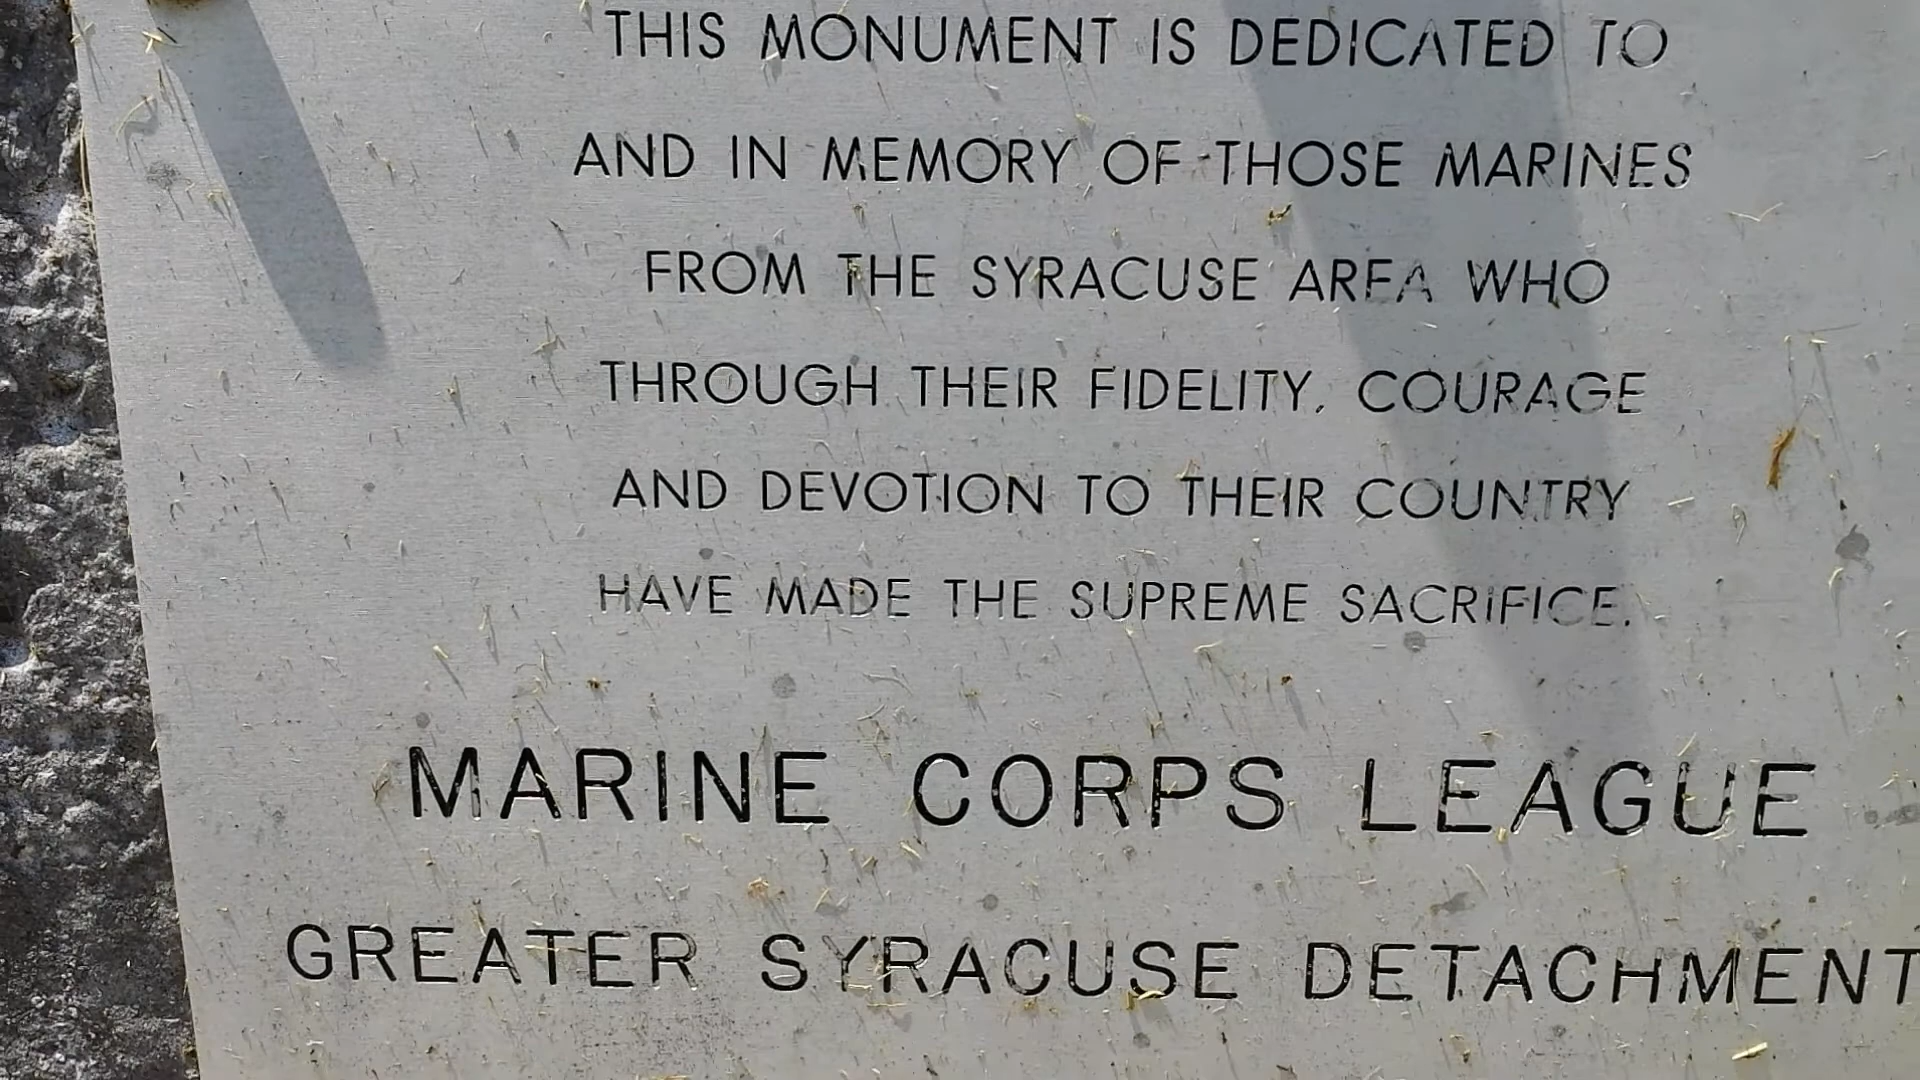 THIS MONUMENT IS DEDICATED TO
AND IN MEMORY OF THOSE MARINES
FROM THE SYRACUSE AREA WHO
THROUGH THEIR FIDELITY, COURAGE
AND DEVOTION TO THEIR COUNTRY
HAVE MADE THE SUPREME SACRIFICE.
MARINE CORPS LEAGUE
GREATER SYRACUSE DETACHMENT